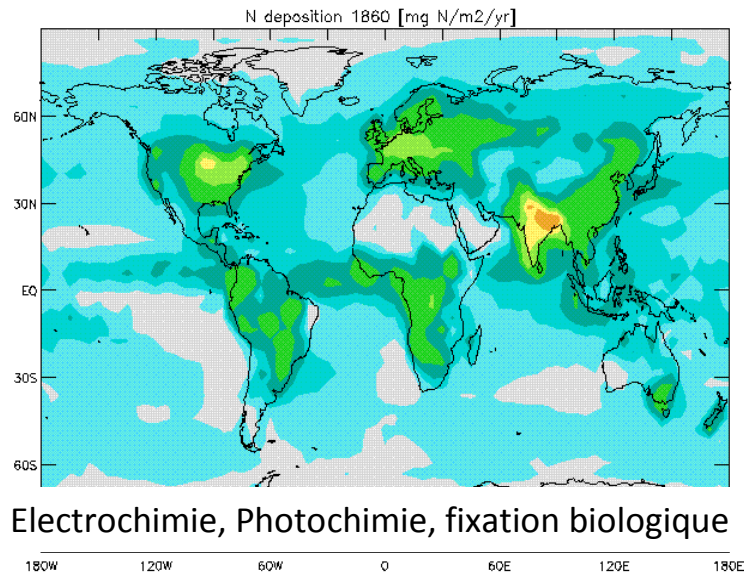 N deposition 1860 [mg N/m2/yr]
60N
30N
EQ
30S
60S
Electrochimie, Photochimie, fixation biologique
180W 120W 60W 0 60E 120E 180E